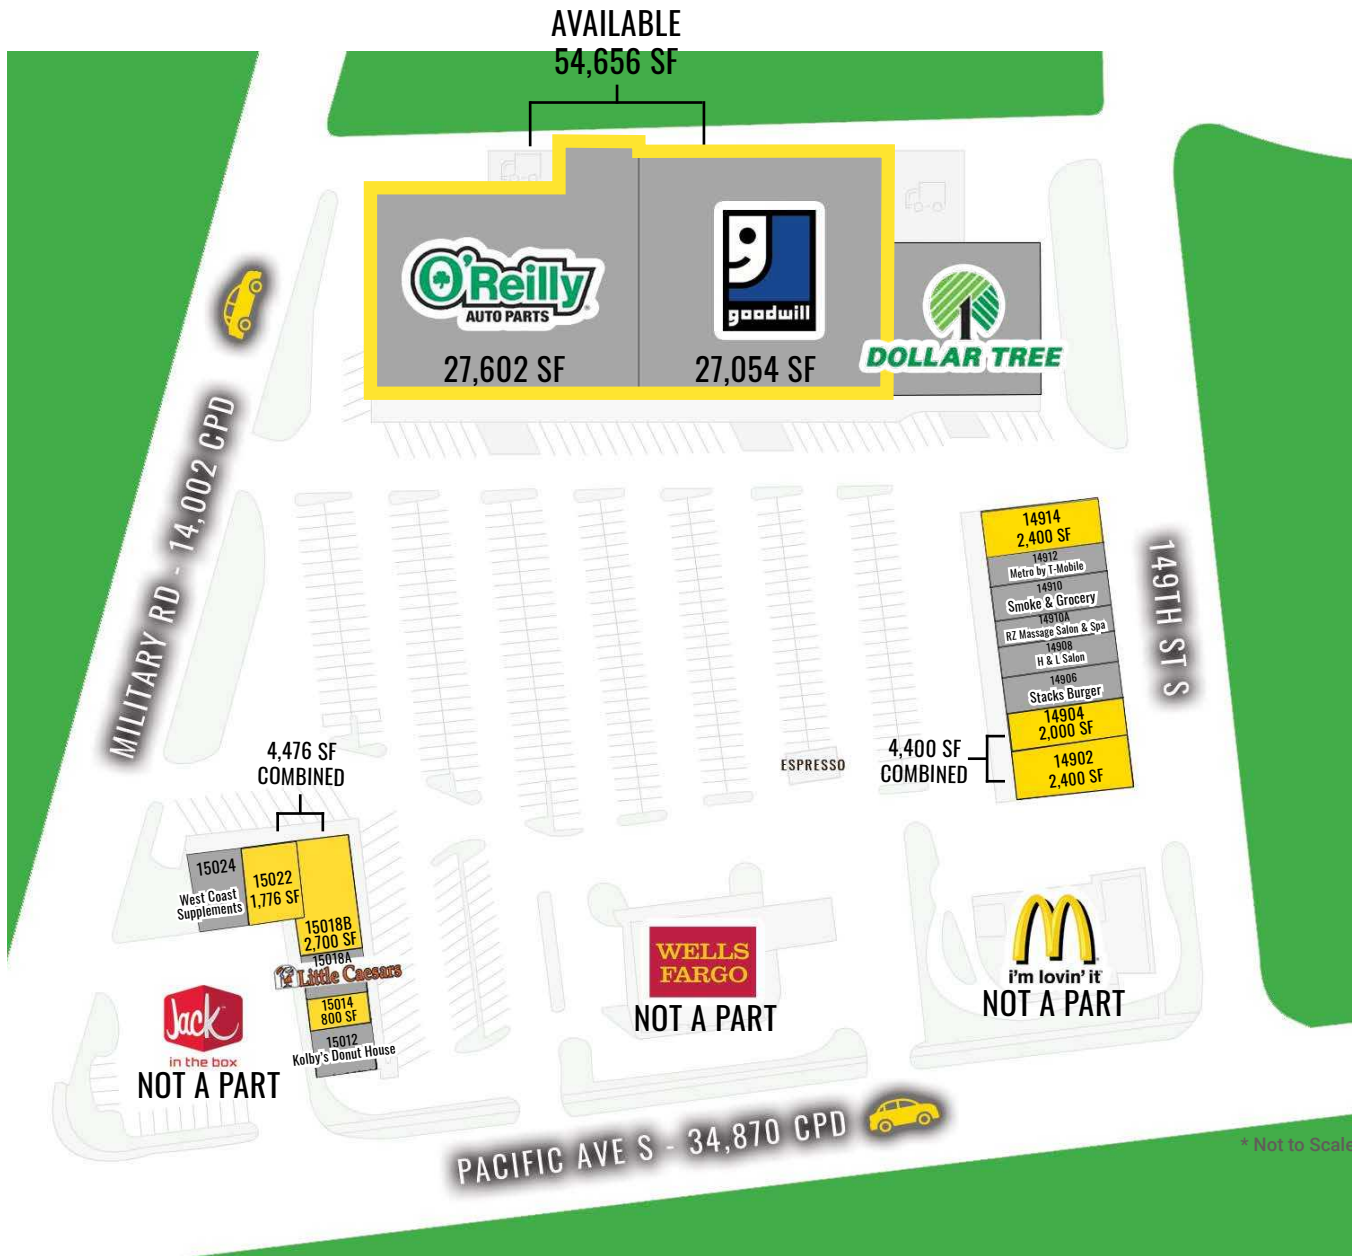 AVAILABLE
54,656 SF
O'Reilly
AUTO PARTS
27,602 SF
goodwill
27,054 SF
DOLLAR TREE
MILITARY RD - 14,002 CPD
149TH ST S
14914
2,400 SF
14912
Metro by T-Mobile
14910
Smoke & Grocery
14910A
RZ Massage Salon & Spa
14908
H & L Salon
14906
Stacks Burger
14904
2,000 SF
14902
2,400 SF
4,400 SF
COMBINED
ESPRESSO
4,476 SF
COMBINED
15024
West Coast
Supplements
15022
1,776 SF
15018B
2,700 SF
15018A
Little Caesars
15014
800 SF
15012
Kolby's Donut House
Jack
in the box
NOT A PART
WELLS
FARGO
NOT A PART
i'm lovin' it
NOT A PART
PACIFIC AVE S - 34,870 CPD
* Not to Scale